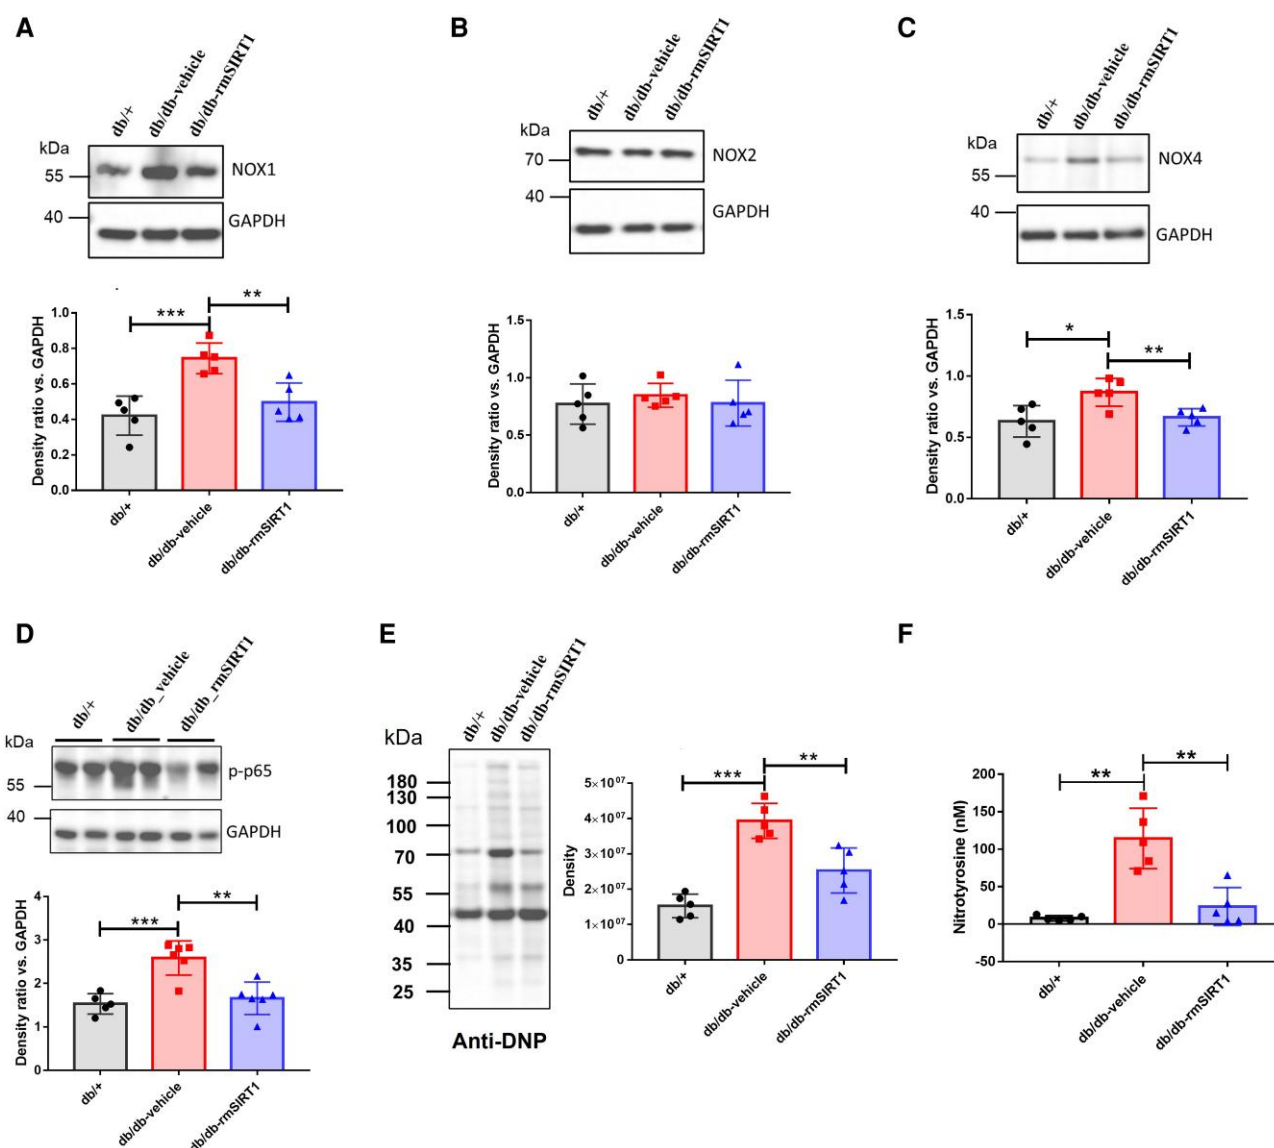 A
db/+
db/db-vehicle
db/db-rmSIRT1
kDa
55
NOX1
40
GAPDH
Density ratio vs. GAPDH
1.0
0.8
0.6
0.4
0.2
0.0
***
**
db/+
db/db-vehicle
db/db-rmSIRT1
B
db/+
db/db-vehicle
db/db-rmSIRT1
kDa
70
NOX2
40
GAPDH
Density ratio vs. GAPDH
1.5
1.0
0.5
0.0
db/+
db/db-vehicle
db/db-rmSIRT1
C
db/+
db/db-vehicle
db/db-rmSIRT1
kDa
55
NOX4
40
GAPDH
Density ratio vs. GAPDH
1.5
1.0
0.5
0.0
*
**
db/+
db/db-vehicle
db/db-rmSIRT1
D
db/+
db/db_vehicle
db/db_rmSIRT1
kDa
55
p-p65
40
GAPDH
Density ratio vs. GAPDH
4
3
2
1
0
***
**
db/+
db/db-vehicle
db/db-rmSIRT1
E
db/+
db/db-vehicle
db/db-rmSIRT1
kDa
180
130
100
70
55
40
35
25
Anti-DNP
Density
5×10⁰⁷
4×10⁰⁷
3×10⁰⁷
2×10⁰⁷
1×10⁰⁷
0
***
**
db/+
db/db-vehicle
db/db-rmSIRT1
F
Nitrotyrosine (nM)
200
150
100
50
0
-50
**
**
db/+
db/db-vehicle
db/db-rmSIRT1